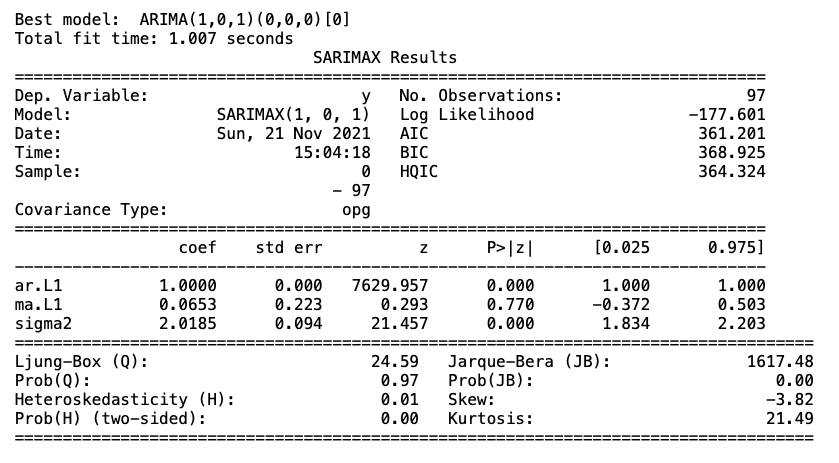 Best model:  ARIMA(1,0,1)(0,0,0)[0]
Total fit time: 1.007 seconds
                               SARIMAX Results
==============================================================================
Dep. Variable:                      y   No. Observations:                   97
Model:               SARIMAX(1, 0, 1)   Log Likelihood                -177.601
Date:                Sun, 21 Nov 2021   AIC                            361.201
Time:                        15:04:18   BIC                            368.925
Sample:                             0   HQIC                           364.324
                                 - 97
Covariance Type:                  opg
==============================================================================
                 coef    std err          z      P>|z|      [0.025      0.975]
------------------------------------------------------------------------------
ar.L1          1.0000      0.000   7629.957      0.000       1.000       1.000
ma.L1          0.0653      0.223      0.293      0.770      -0.372       0.503
sigma2         2.0185      0.094     21.457      0.000       1.834       2.203
===================================================================================
Ljung-Box (Q):                       24.59   Jarque-Bera (JB):              1617.48
Prob(Q):                              0.97   Prob(JB):                         0.00
Heteroskedasticity (H):               0.01   Skew:                            -3.82
Prob(H) (two-sided):                  0.00   Kurtosis:                        21.49
===================================================================================